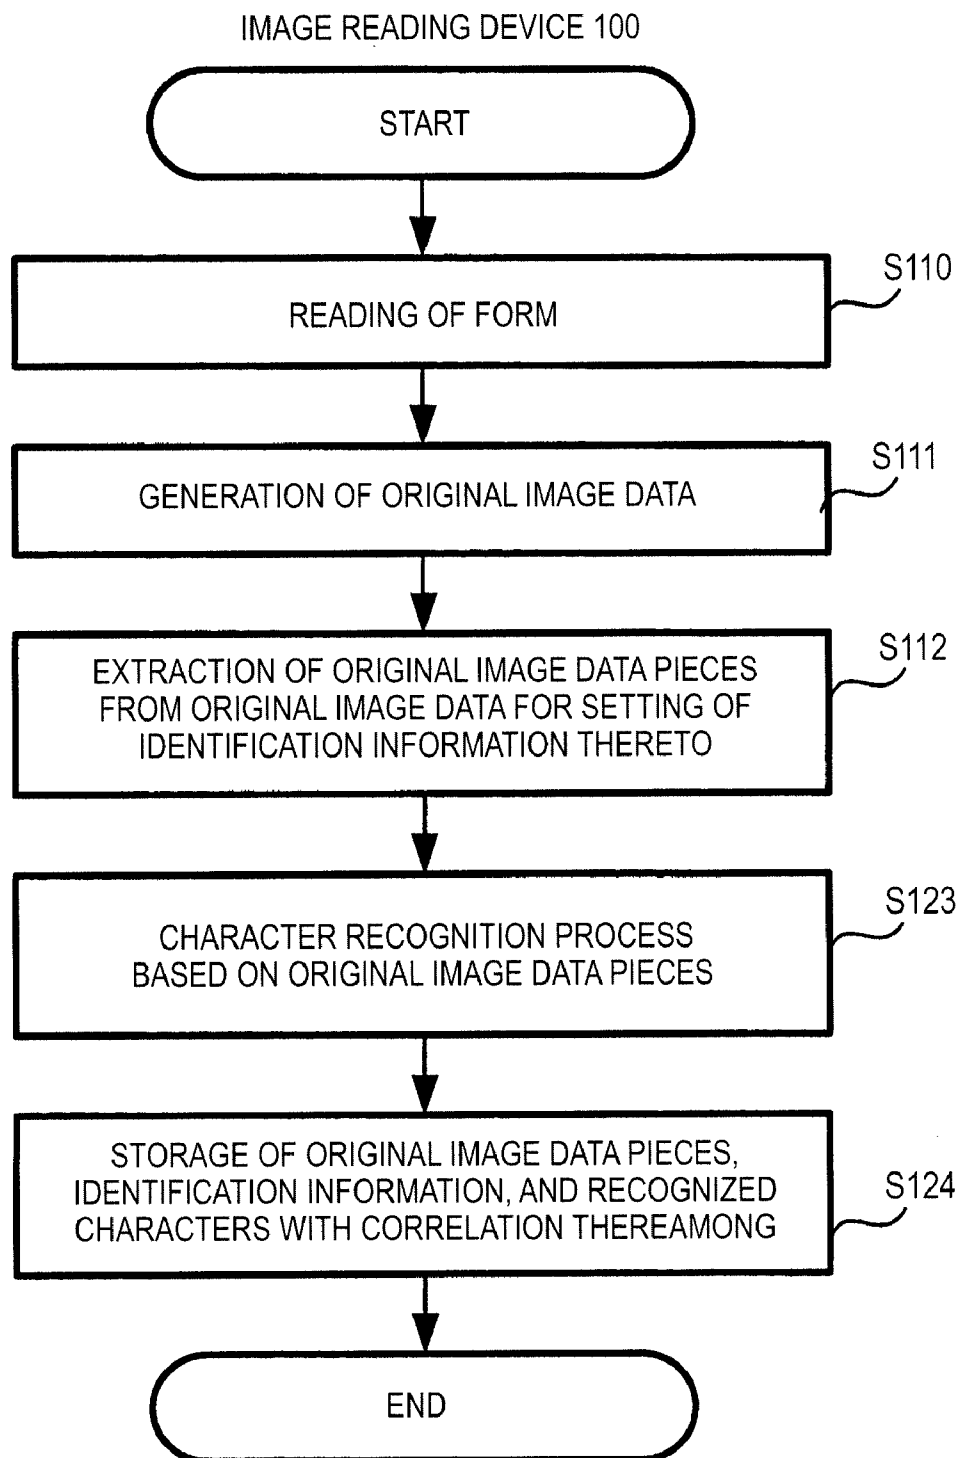 IMAGE READING DEVICE 100
START
S110
READING OF FORM
S111
GENERATION OF ORIGINAL IMAGE DATA
S112
EXTRACTION OF ORIGINAL IMAGE DATA PIECES
FROM ORIGINAL IMAGE DATA FOR SETTING OF
IDENTIFICATION INFORMATION THERETO
S123
CHARACTER RECOGNITION PROCESS
BASED ON ORIGINAL IMAGE DATA PIECES
S124
STORAGE OF ORIGINAL IMAGE DATA PIECES,
IDENTIFICATION INFORMATION, AND RECOGNIZED
CHARACTERS WITH CORRELATION THEREAMONG
END